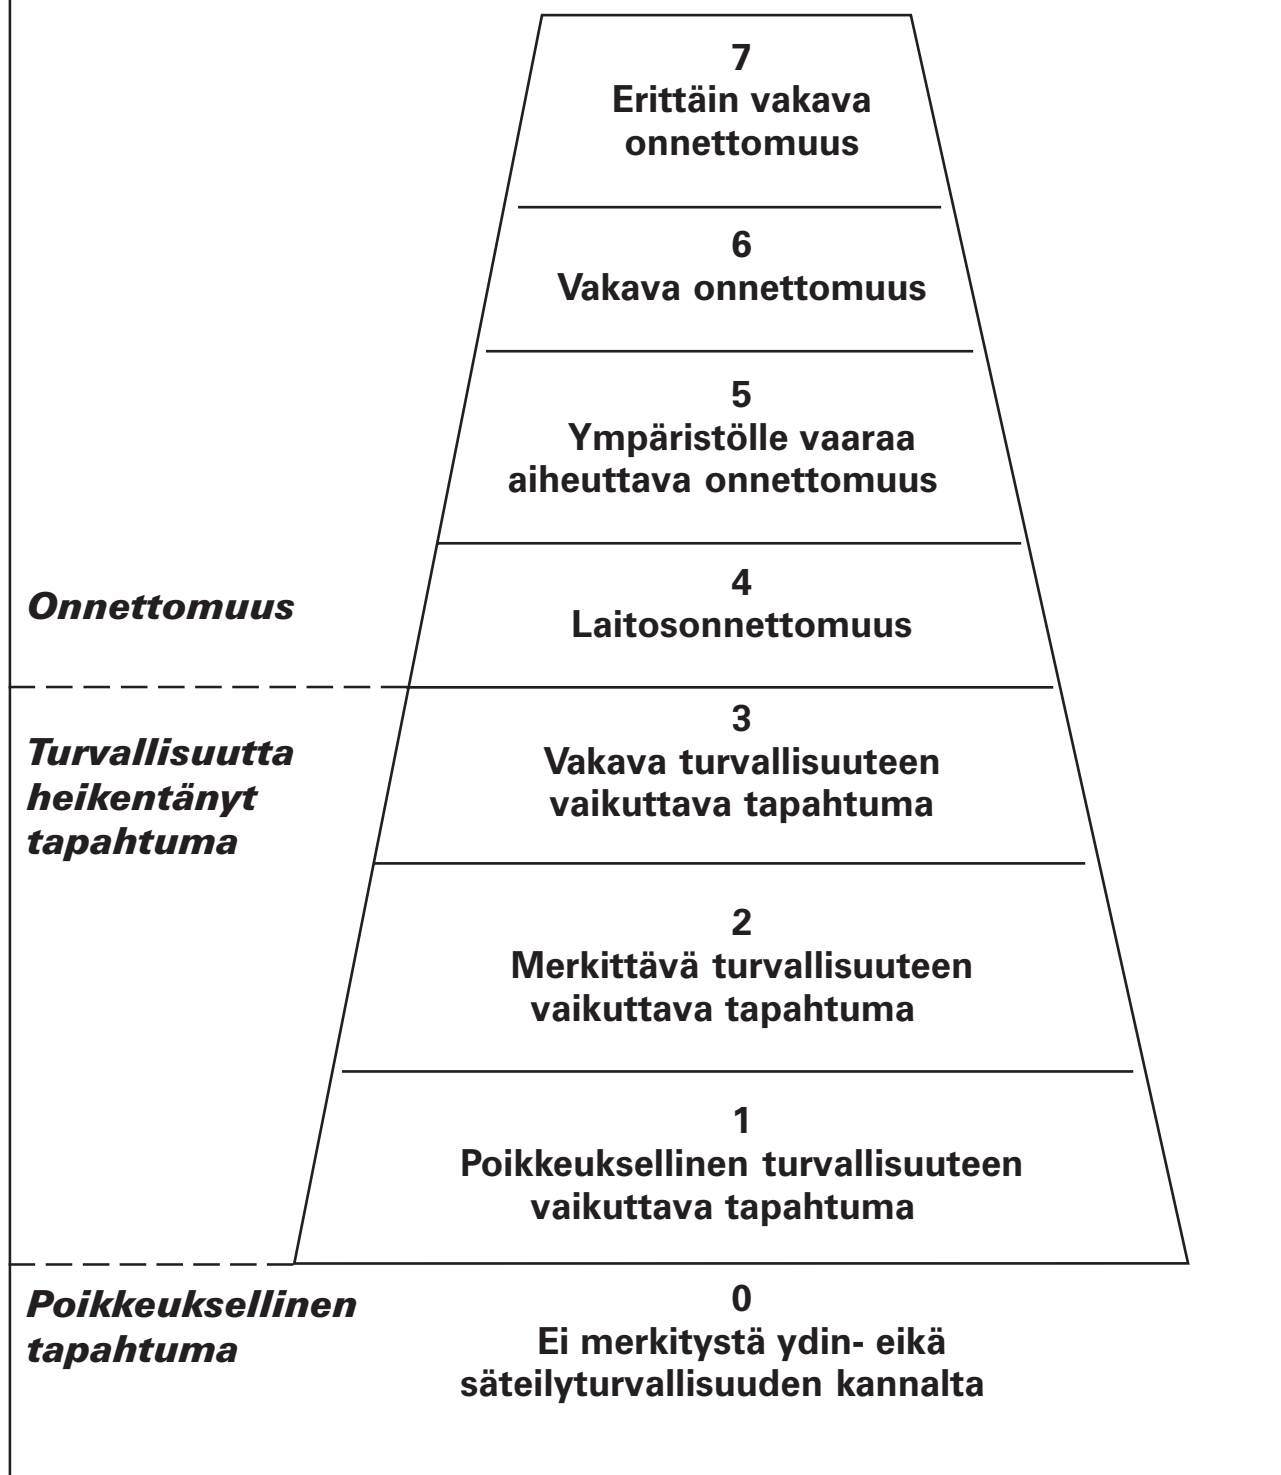 7
Erittäin vakava
onnettomuus
6
Vakava onnettomuus
5
Ympäristölle vaaraa
aiheuttava onnettomuus
Onnettomuus
4
Laitosonnettomuus
Turvallisuutta
heikentänyt
tapahtuma
3
Vakava turvallisuuteen
vaikuttava tapahtuma
2
Merkittävä turvallisuuteen
vaikuttava tapahtuma
1
Poikkeuksellinen turvallisuuteen
vaikuttava tapahtuma
Poikkeuksellinen
tapahtuma
0
Ei merkitystä ydin- eikä
säteilyturvallisuuden kannalta